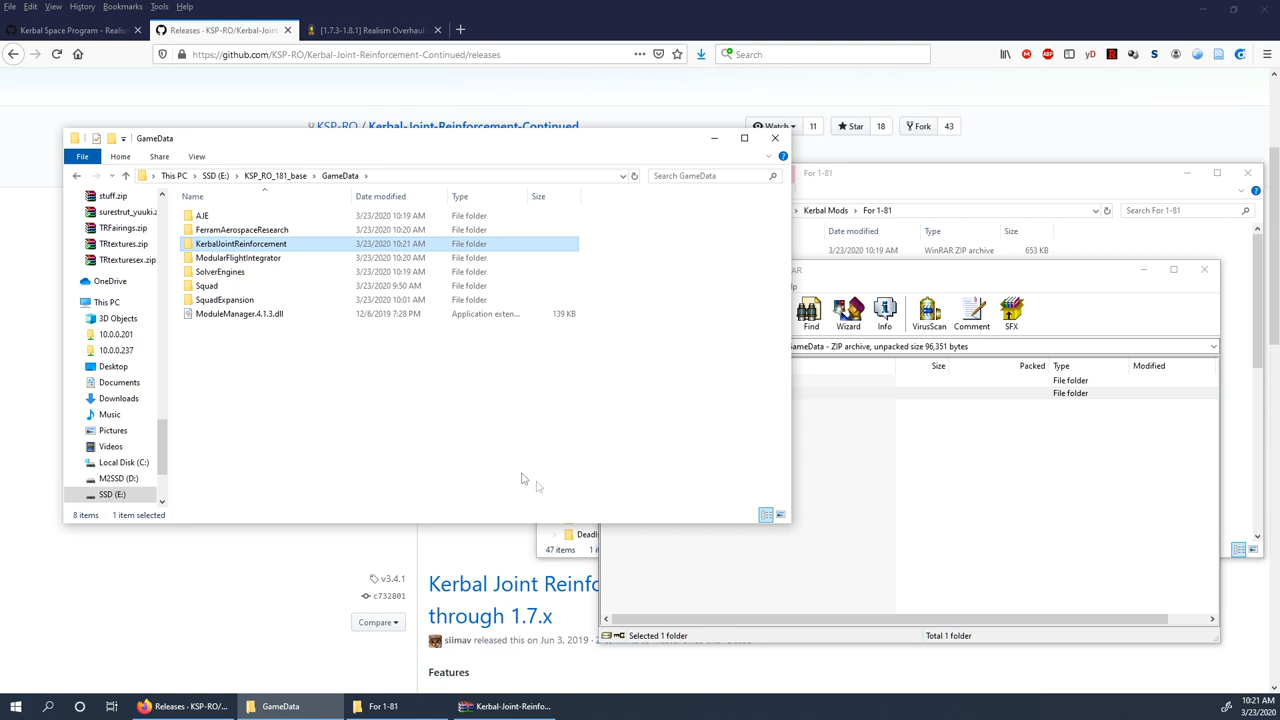 File Edit View History Bookmarks Tools Help
Kerbal Space Program - Realism
Releases · KSP-RO/Kerbal-Joint
[1.7.3-1.8.1] Realism Overhaul
https://github.com/KSP-RO/Kerbal-Joint-Reinforcement-Continued/releases
Search
KSP-RO / Kerbal-Joint-Reinforcement-Continued
Watch 11 Star 18 Fork 43
GameData
File Home Share View
This PC SSD (E:) KSP_RO_181_base GameData
Search GameData
Name Date modified Type Size
stuff.zip
surestrut_yuuki.z
TRFairings.zip
TRtextures.zip
TRtexturesex.zip
OneDrive
This PC
3D Objects
10.0.0.201
10.0.0.237
Desktop
Documents
Downloads
Music
Pictures
Videos
Local Disk (C:)
M2SSD (D:)
SSD (E:)
AJE 3/23/2020 10:19 AM File folder
FerramAerospaceResearch 3/23/2020 10:20 AM File folder
KerbalJointReinforcement 3/23/2020 10:21 AM File folder
ModularFlightIntegrator 3/23/2020 10:20 AM File folder
SolverEngines 3/23/2020 10:19 AM File folder
Squad 3/23/2020 9:50 AM File folder
SquadExpansion 3/23/2020 10:01 AM File folder
ModuleManager.4.1.3.dll 12/6/2019 7:28 PM Application exten... 139 KB
8 items 1 item selected
For 1-81
Kerbal Mods For 1-81
Search For 1-81
Date modified Type Size
3/23/2020 10:19 AM WinRAR ZIP archive 653 KB
AR
lp
Find Wizard Info VirusScan Comment SFX
GameData - ZIP archive, unpacked size 96,351 bytes
Size Packed Type Modified
File folder
File folder
Deadl
47 items
Selected 1 folder
Total 1 folder
v3.4.1
c732801
Compare
Kerbal Joint Reinfo
through 1.7.x
siimav released this on Jun 3, 2019 ·
Features
Releases · KSP-RO/...
GameData
For 1-81
Kerbal-Joint-Reinfo...
10:21 AM
3/23/2020